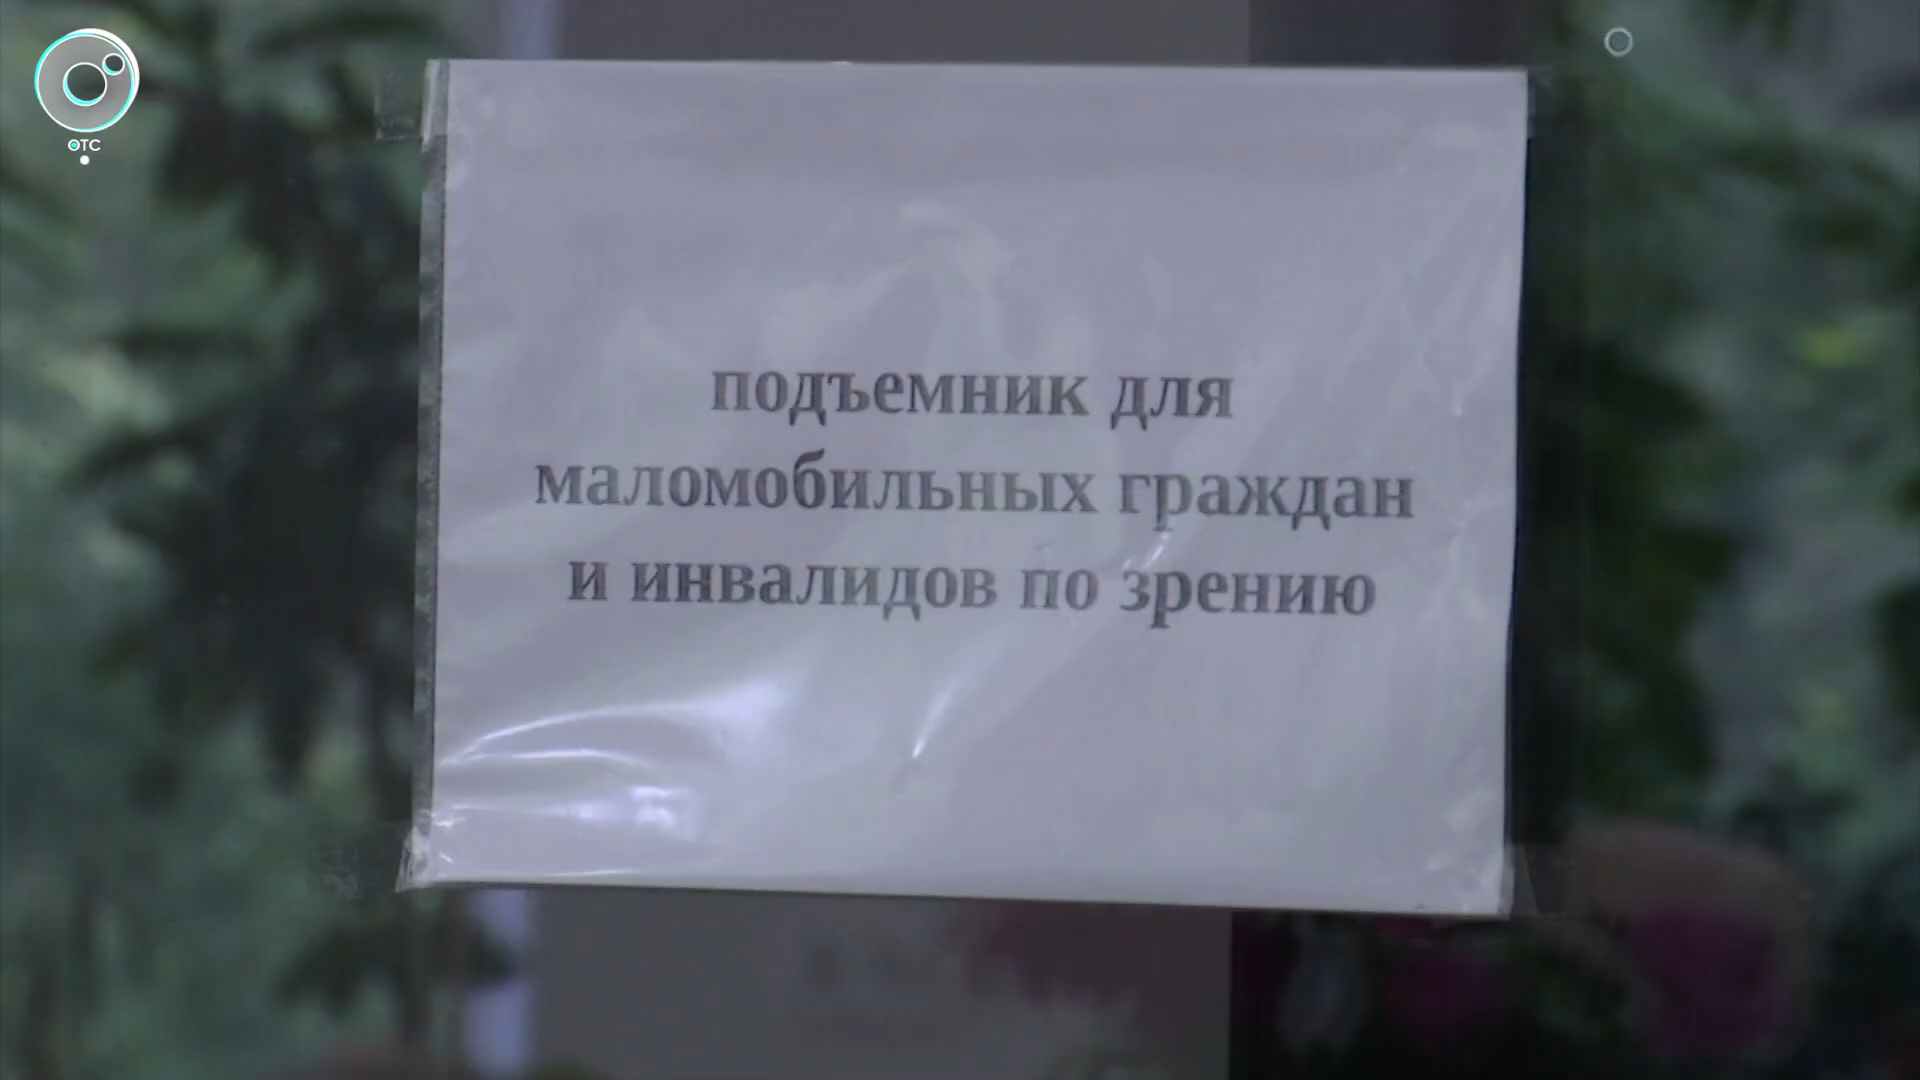 ОТС
подъемник для
маломобильных граждан
и инвалидов по зрению